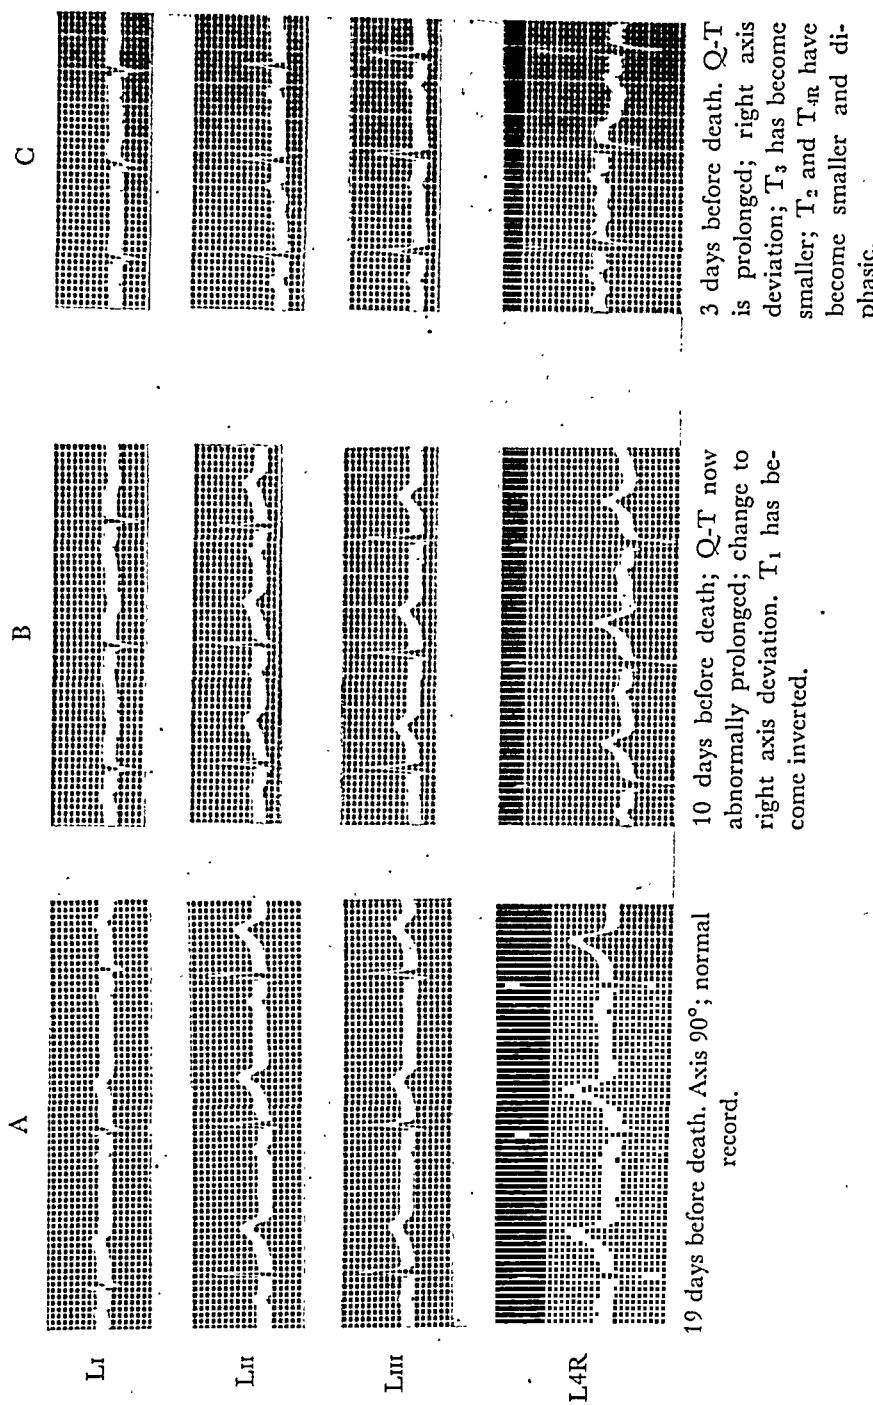 A
B
C
LI
LII
LIII
L4R
19 days before death. Axis 90°; normal
record.
10 days before death; Q-T now
abnormally prolonged; change to
right axis deviation. T₁ has be-
come inverted.
3 days before death. Q-T
is prolonged; right axis
deviation; T₃ has become
smaller; T₂ and T₄R have
become smaller and di-
phasic.